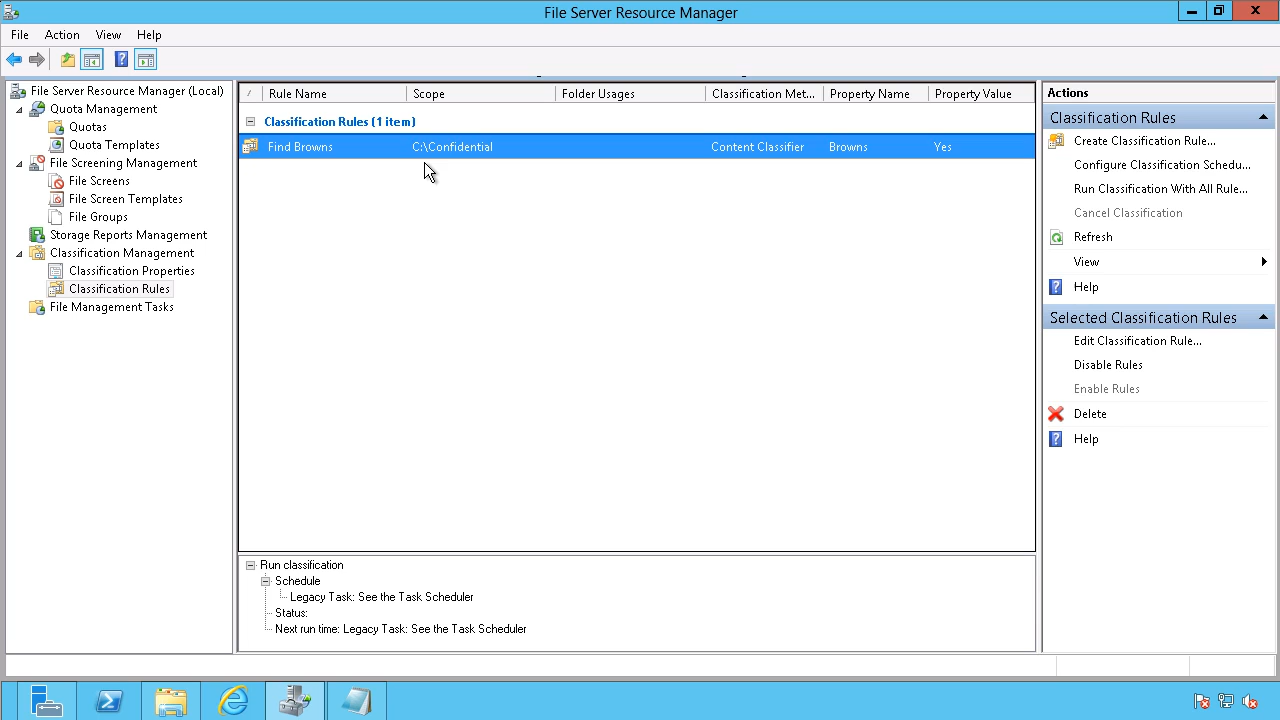 File Server Resource Manager
File Action View Help
File Server Resource Manager (Local)
Quota Management
Quotas
Quota Templates
File Screening Management
File Screens
File Screen Templates
File Groups
Storage Reports Management
Classification Management
Classification Properties
Classification Rules
File Management Tasks
Rule Name Scope Folder Usages Classification Met... Property Name Property Value
Classification Rules (1 item)
Find Browns C:\Confidential Content Classifier Browns Yes
Run classification
Schedule
Legacy Task: See the Task Scheduler
Status:
Next run time: Legacy Task: See the Task Scheduler
Actions
Classification Rules
Create Classification Rule...
Configure Classification Schedu...
Run Classification With All Rule...
Cancel Classification
Refresh
View
Help
Selected Classification Rules
Edit Classification Rule...
Disable Rules
Enable Rules
Delete
Help